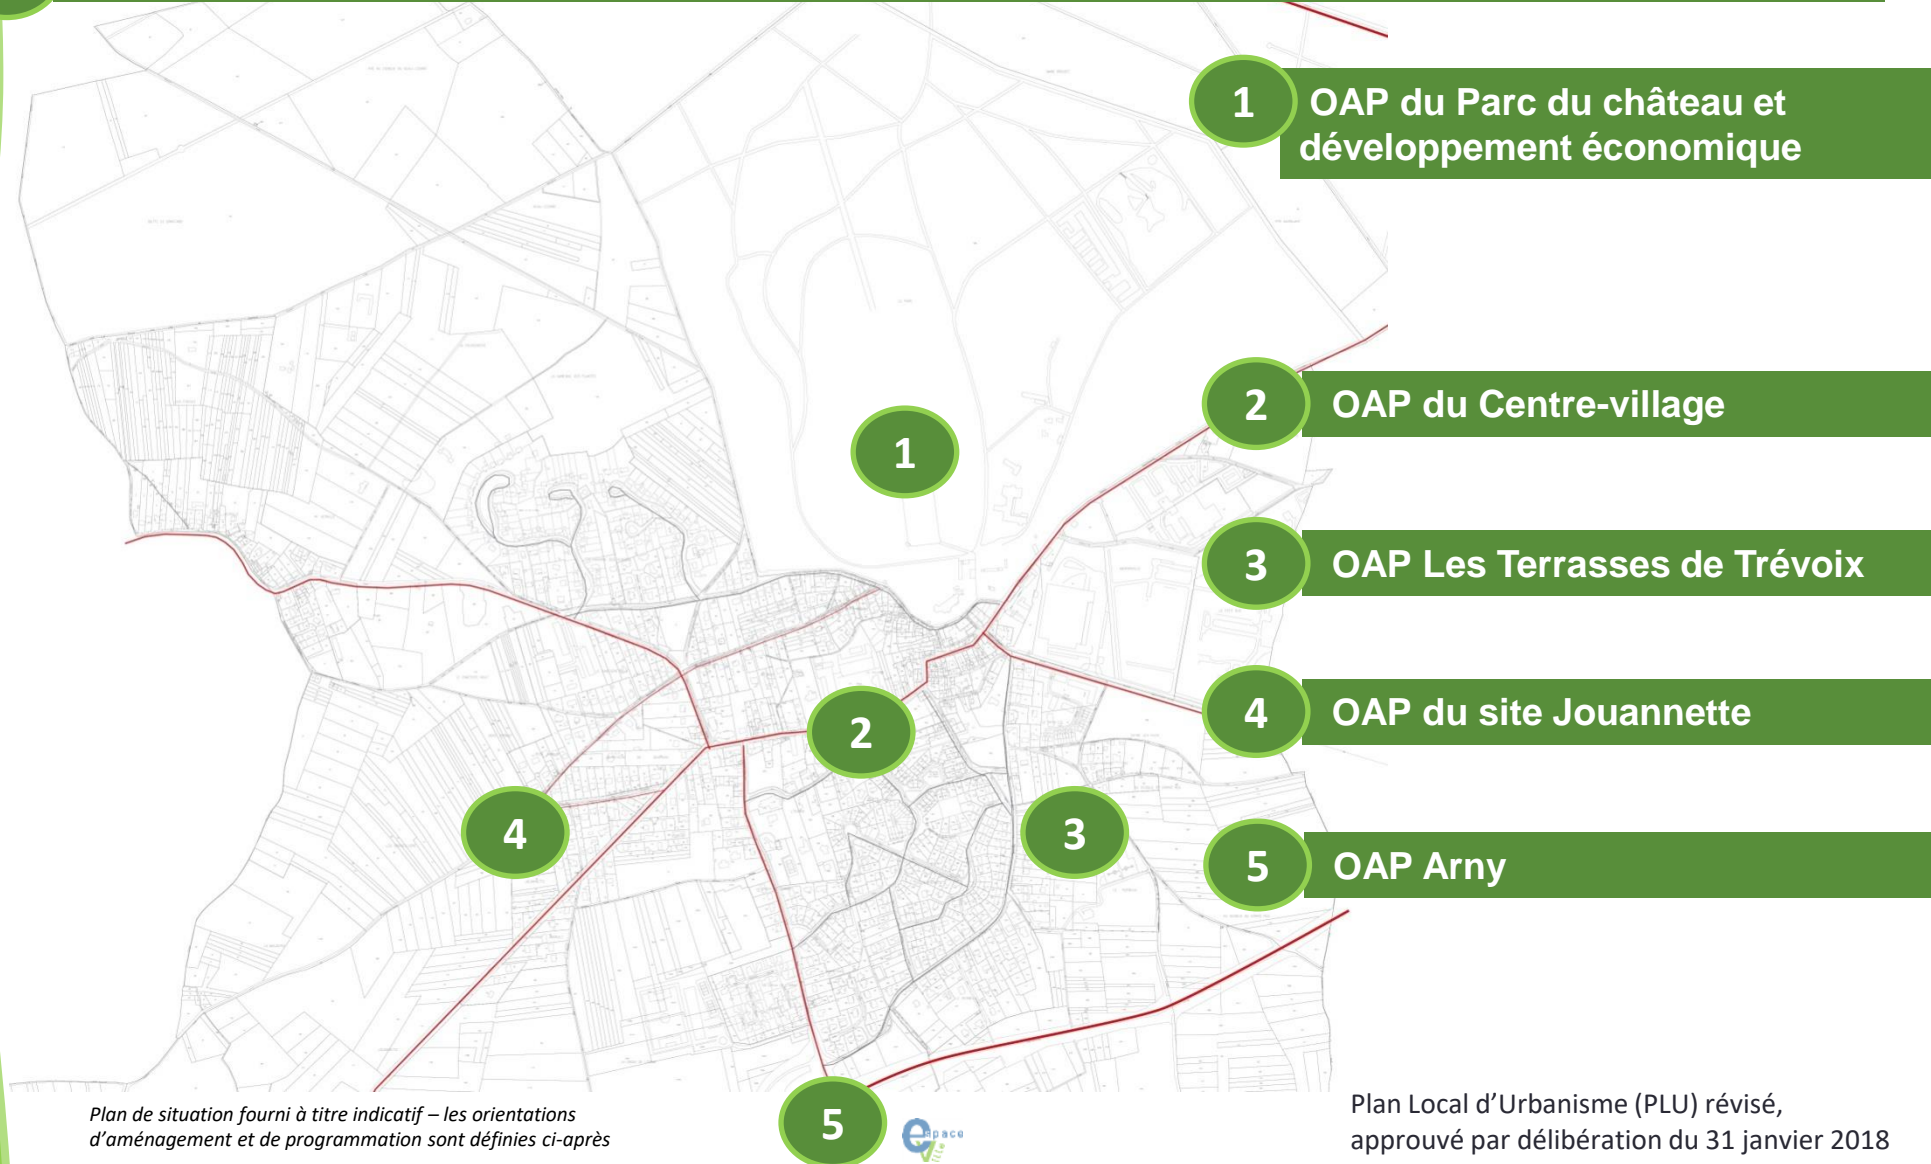 1
OAP du Parc du château et
développement économique
1
2
OAP du Centre-village
3
OAP Les Terrasses de Trévoix
4
OAP du site Jouannette
2
4
3
5
OAP Arny
Plan de situation fourni à titre indicatif – les orientations
d’aménagement et de programmation sont définies ci-après
5
espace
Ville
Plan Local d’Urbanisme (PLU) révisé,
approuvé par délibération du 31 janvier 2018